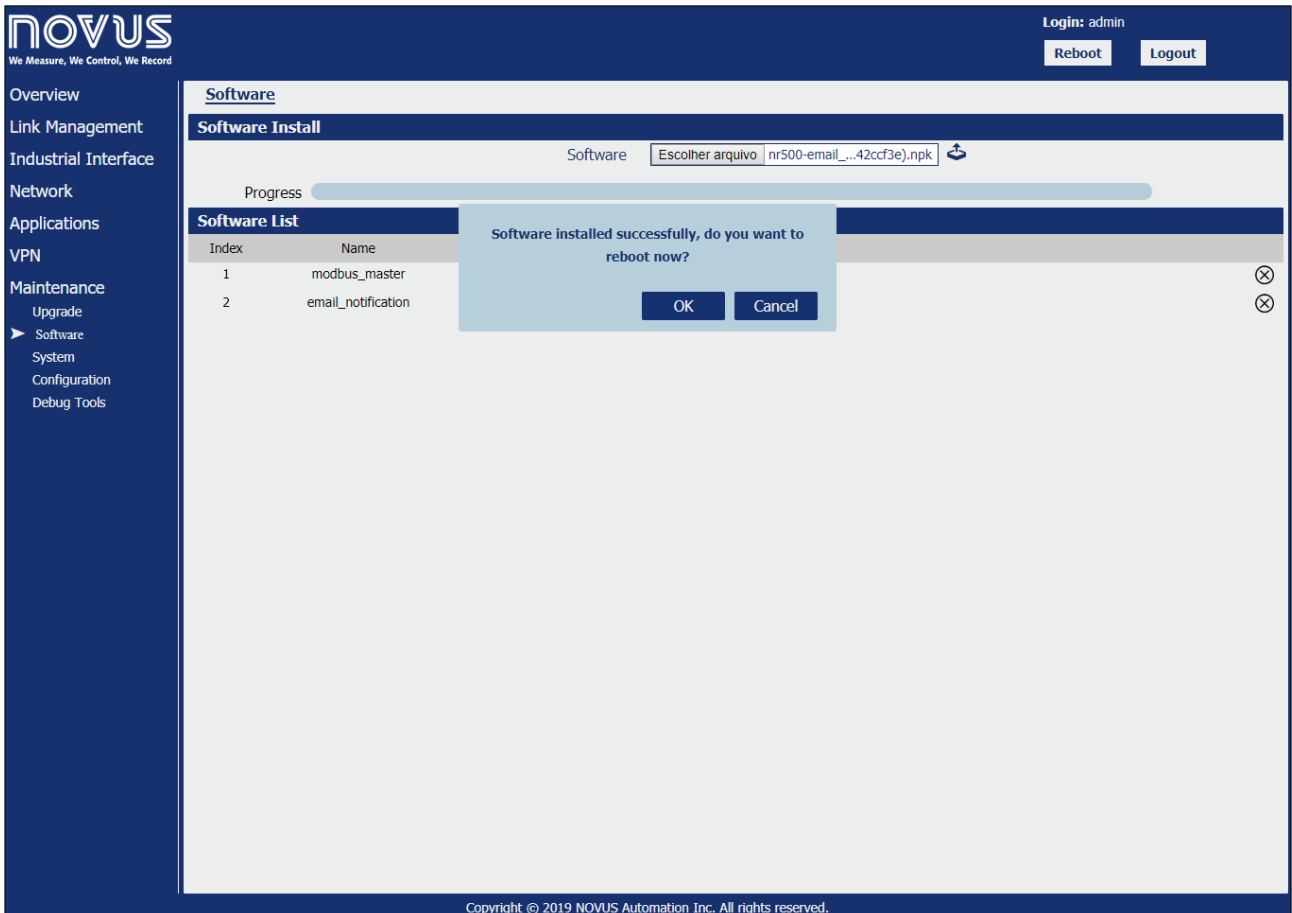 NOVUS
We Measure, We Control, We Record
Login: admin
Reboot
Logout
Overview
Link Management
Industrial Interface
Network
Applications
VPN
Maintenance
Upgrade
Software
System
Configuration
Debug Tools
Software
Software Install
Software Escolher arquivo nr500-email_...42ccf3e).npk
Progress
Software List
Index Name
1 modbus_master
2 email_notification
Software installed successfully, do you want to
reboot now?
OK Cancel
Copyright © 2019 NOVUS Automation Inc. All rights reserved.